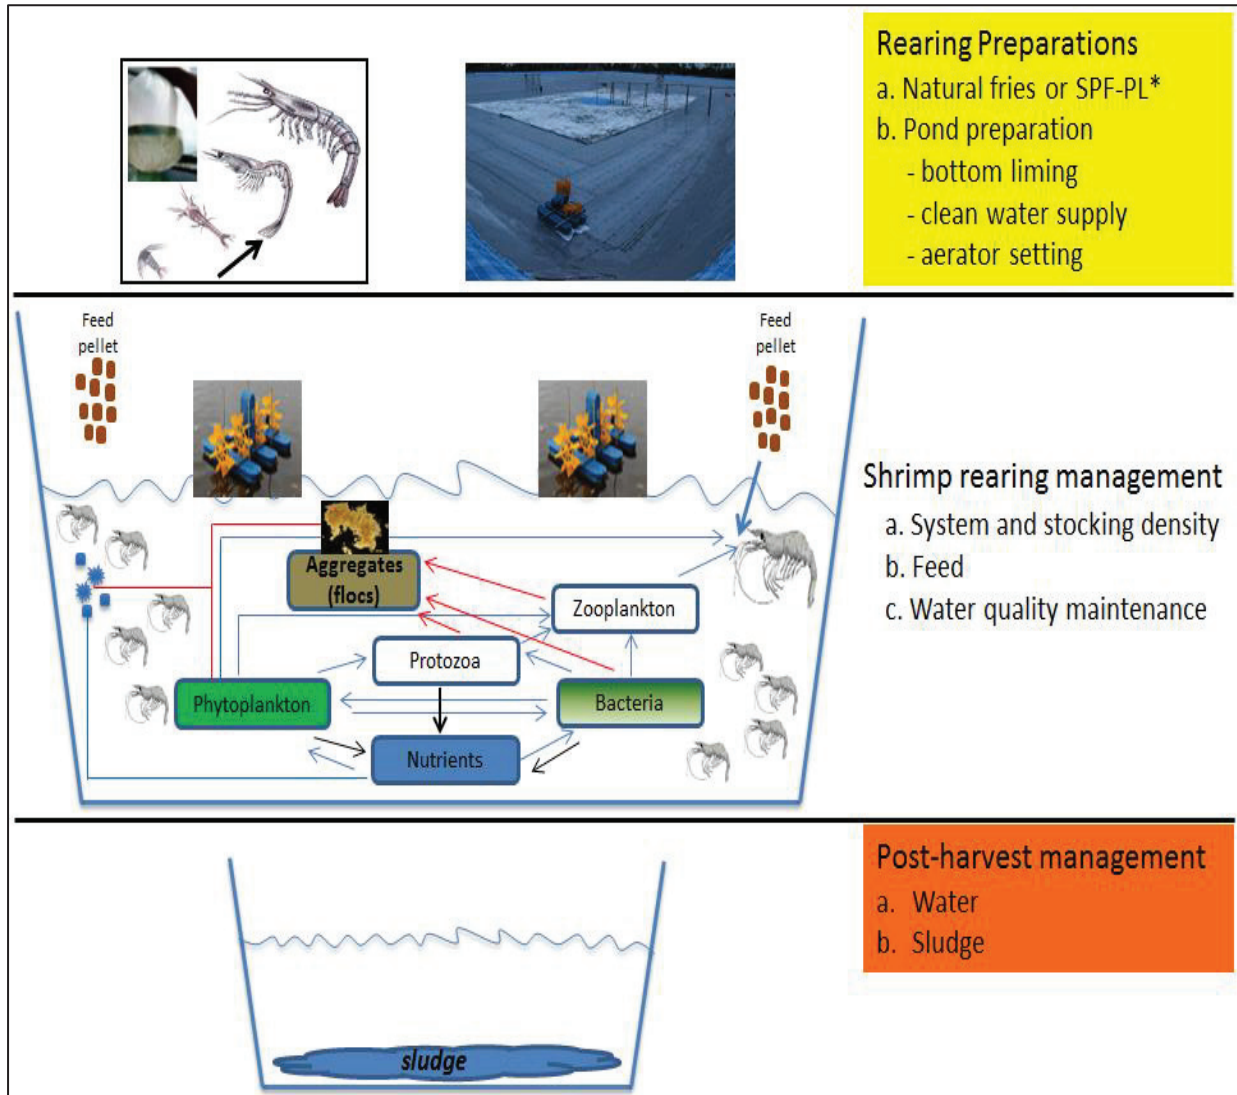 Rearing Preparations
a. Natural fries or SPF-PL*
b. Pond preparation
- bottom liming
- clean water supply
- aerator setting
Feed
pellet
Feed
pellet
Aggregates
(flocs)
Zooplankton
Protozoa
Phytoplankton
Bacteria
Nutrients
Shrimp rearing management
a. System and stocking density
b. Feed
c. Water quality maintenance
sludge
Post-harvest management
a. Water
b. Sludge